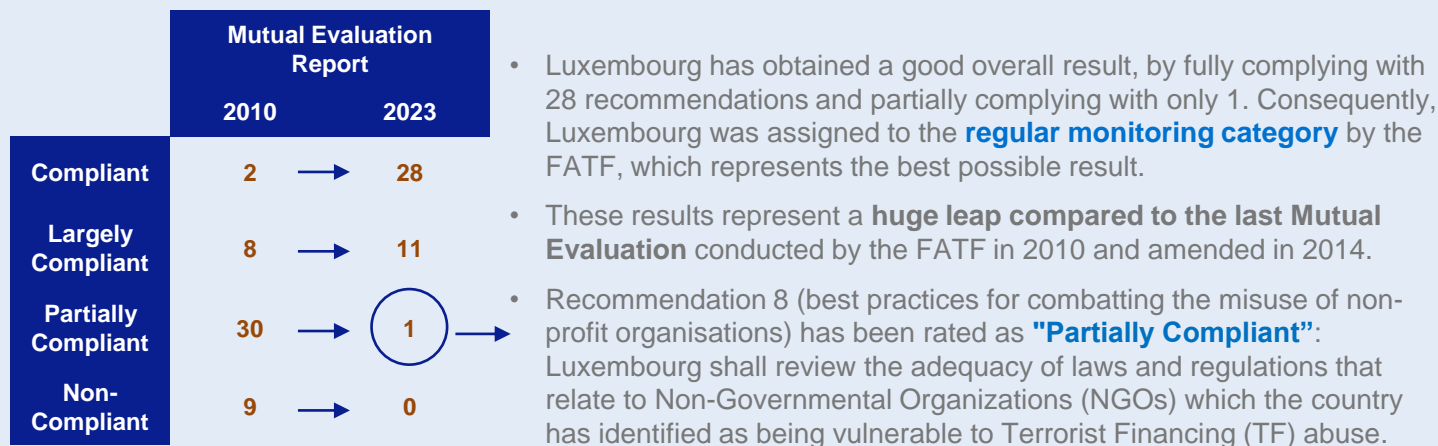 Mutual Evaluation
Report
2010 2023
Compliant 2 28
Largely
Compliant 8 11
Partially
Compliant 30 1
Non-
Compliant 9 0
• Luxembourg has obtained a good overall result, by fully complying with
28 recommendations and partially complying with only 1. Consequently,
Luxembourg was assigned to the regular monitoring category by the
FATF, which represents the best possible result.
• These results represent a huge leap compared to the last Mutual
Evaluation conducted by the FATF in 2010 and amended in 2014.
• Recommendation 8 (best practices for combatting the misuse of non-
profit organisations) has been rated as "Partially Compliant”:
Luxembourg shall review the adequacy of laws and regulations that
relate to Non-Governmental Organizations (NGOs) which the country
has identified as being vulnerable to Terrorist Financing (TF) abuse.